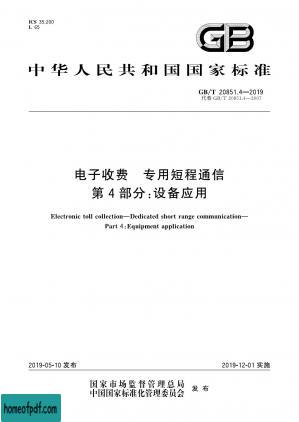 ICS 35.200
L 65
GB
中华人民共和国国家标准
GB/T 20851.4—2019
代替 GB/T 20851.4—2007
电子收费 专用短程通信
第4部分:设备应用
Electronic toll collection—Dedicated short range communication—
Part 4:Equipment application
2019-05-10 发布
2019-12-01 实施
国家市场监督管理总局
中国国家标准化管理委员会
发布
homeofpdf.com
homeofpdf.com